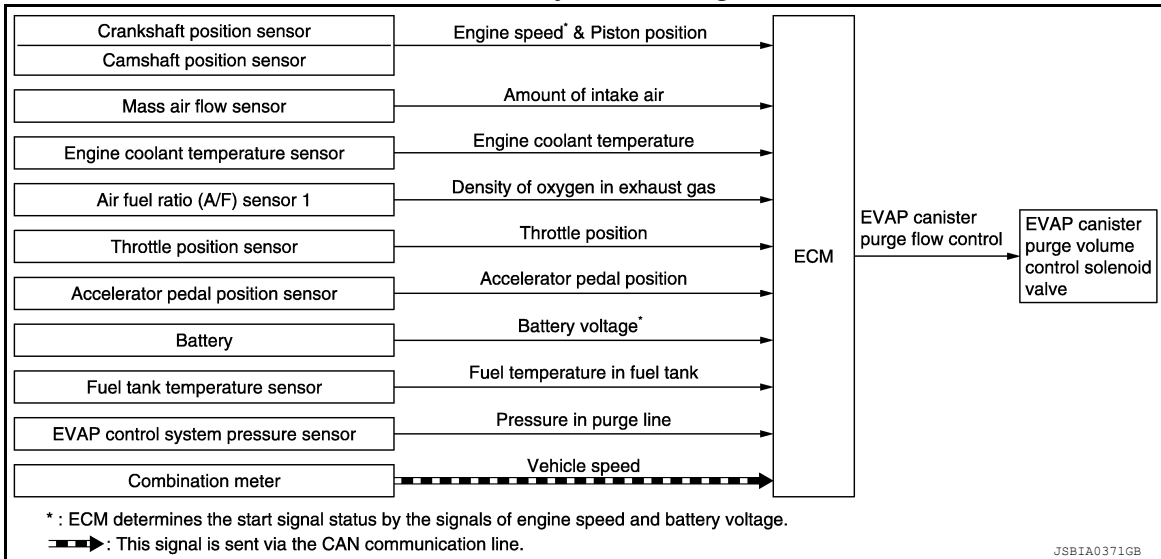 Crankshaft position sensor
Camshaft position sensor
Engine speed* & Piston position
Mass air flow sensor
Amount of intake air
Engine coolant temperature sensor
Engine coolant temperature
Air fuel ratio (A/F) sensor 1
Density of oxygen in exhaust gas
Throttle position sensor
Throttle position
Accelerator pedal position sensor
Accelerator pedal position
Battery
Battery voltage*
Fuel tank temperature sensor
Fuel temperature in fuel tank
EVAP control system pressure sensor
Pressure in purge line
Combination meter
Vehicle speed
ECM
EVAP canister
purge flow control
EVAP canister
purge volume
control solenoid
valve
* : ECM determines the start signal status by the signals of engine speed and battery voltage.
: This signal is sent via the CAN communication line.
JSBIA0371GB